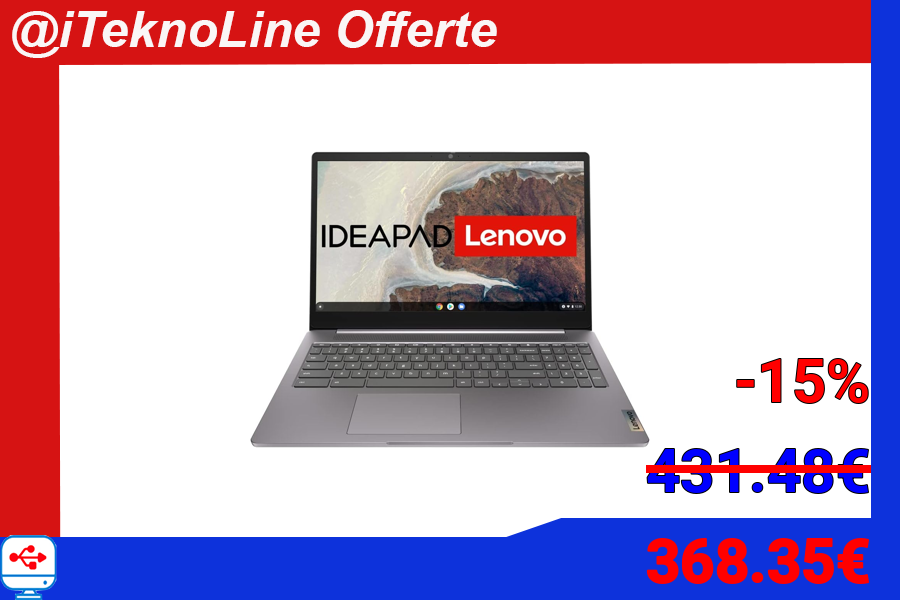 @iTeknoLine Offerte
IDEAPAD Lenovo
-15%
431.48€
368.35€